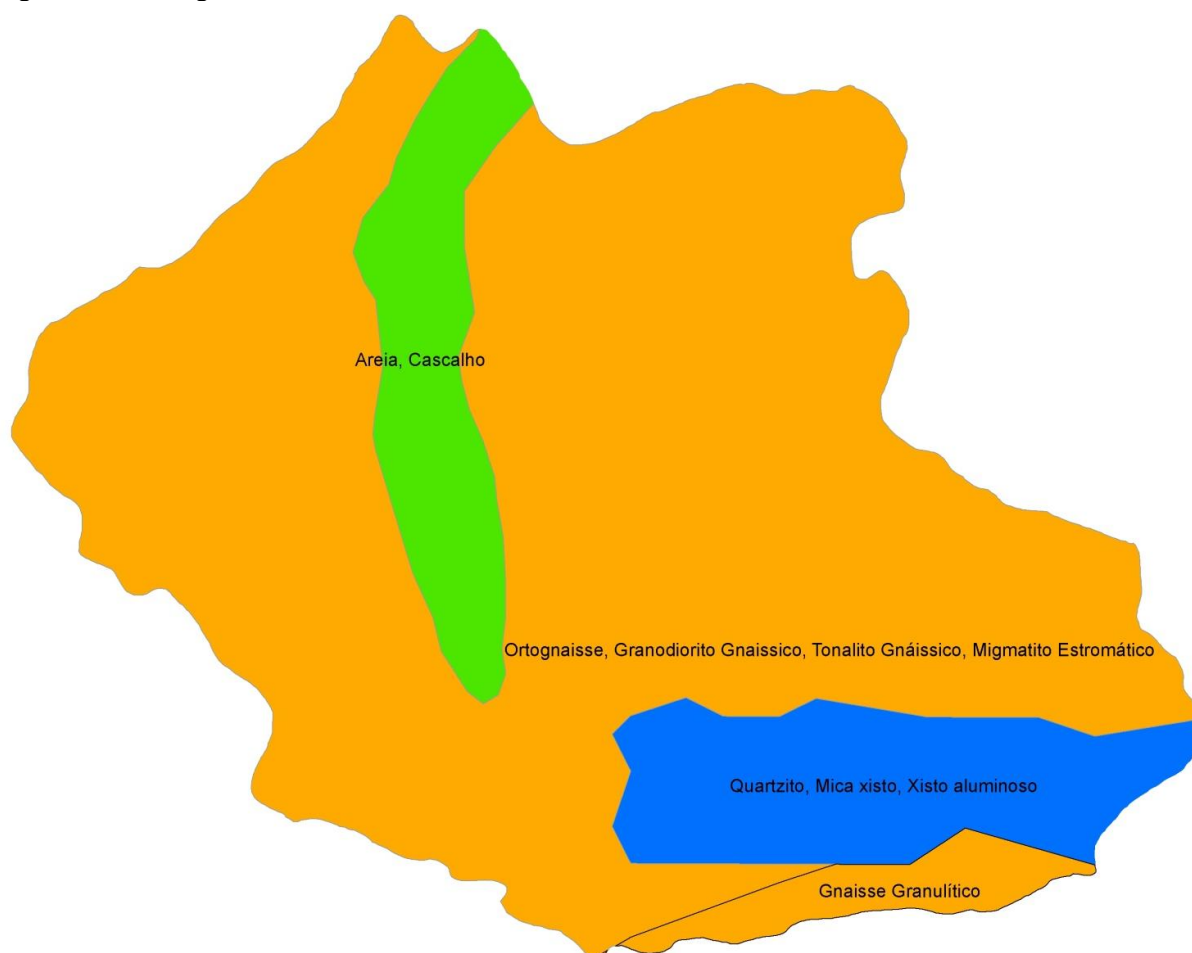 Areia, Cascalho
Ortognaisse, Granodiorito Gnaissico, Tonalito Gnáissico, Migmatito Estromático
Quartzito, Mica xisto, Xisto aluminoso
Gnaisse Granulítico